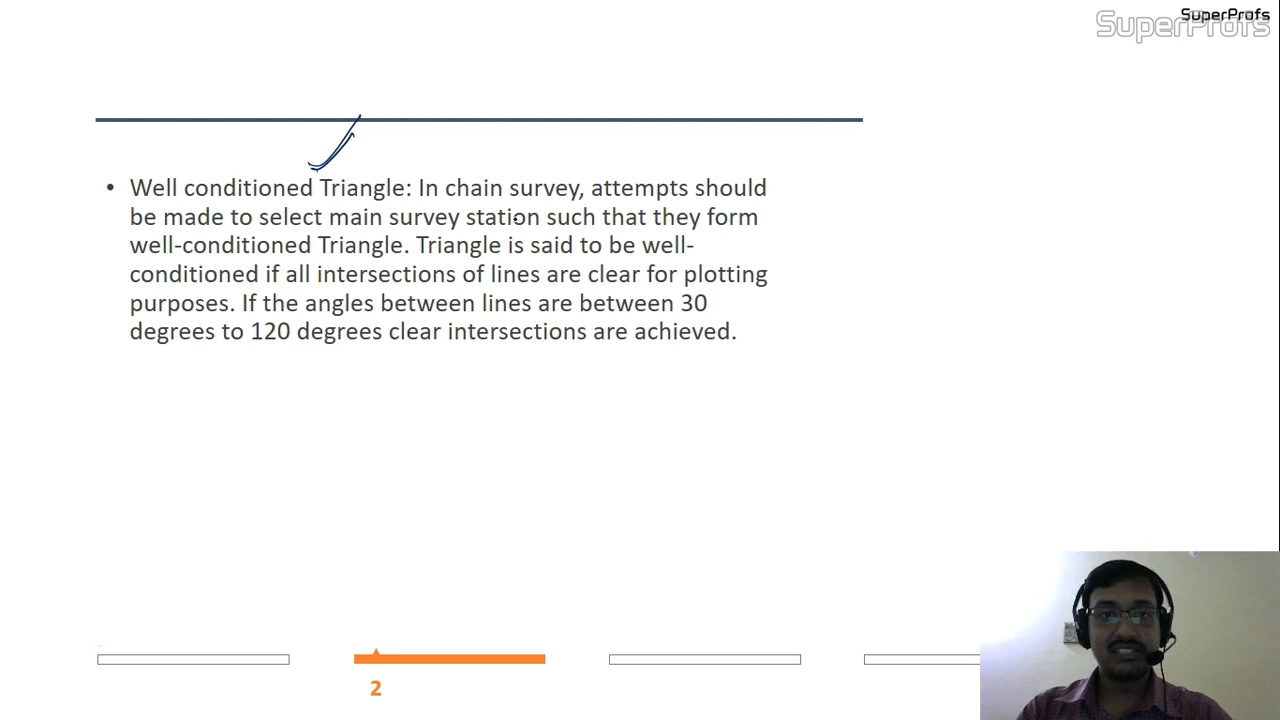 SuperProfs
SuperProfs
• Well conditioned Triangle: In chain survey, attempts should
be made to select main survey station such that they form
well-conditioned Triangle. Triangle is said to be well-
conditioned if all intersections of lines are clear for plotting
purposes. If the angles between lines are between 30
degrees to 120 degrees clear intersections are achieved.
2